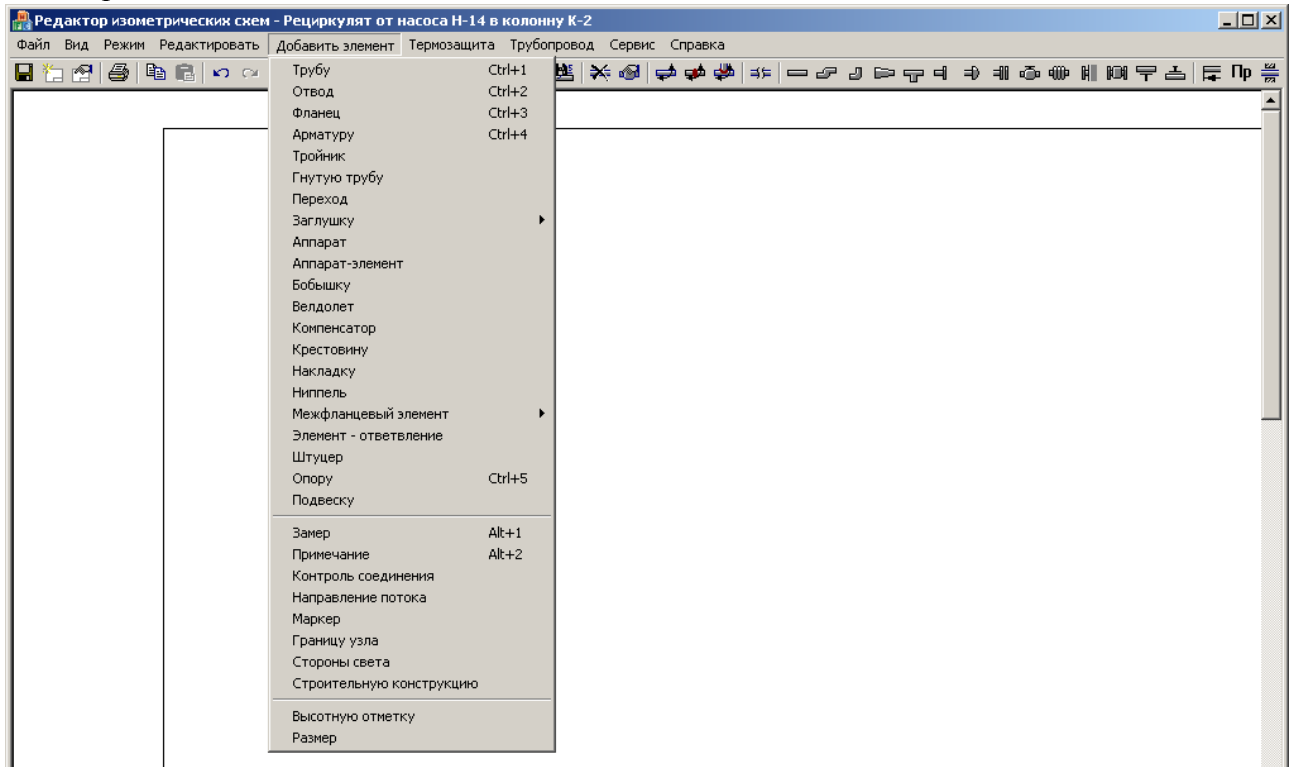 Редактор изометрических схем - Рециркулят от насоса Н-14 в колонну К-2
Файл Вид Режим Редактировать Добавить элемент Термозащита Трубопровод Сервис Справка
Пр
Трубу Ctrl+1
Отвод Ctrl+2
Фланец Ctrl+3
Арматуру Ctrl+4
Тройник
Гнутую трубу
Переход
Заглушку
Аппарат
Аппарат-элемент
Бобышку
Велдолет
Компенсатор
Крестовину
Накладку
Ниппель
Межфланцевый элемент
Элемент - ответвление
Штуцер
Опору Ctrl+5
Подвеску
Замер Alt+1
Примечание Alt+2
Контроль соединения
Направление потока
Маркер
Границу узла
Стороны света
Строительную конструкцию
Высотную отметку
Размер